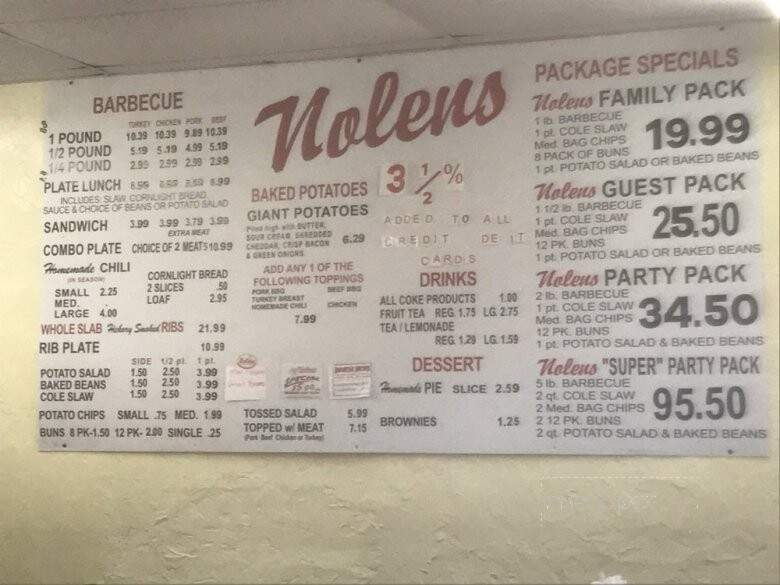 BARBECUE
TURKEY CHICKEN PORK BEEF
1 POUND 10.39 10.39 9.89 10.39
1/2 POUND 5.19 5.19 4.99 5.19
1/4 POUND 2.99 2.99 2.99 2.99
PLATE LUNCH 8.99
INCLUDES: SLAW, CORNLIGHT BREAD
SAUCE & CHOICE OF BEANS OR POTATO SALAD
SANDWICH 3.99 3.99 3.79 3.99
EXTRA MEAT
COMBO PLATE CHOICE OF 2 MEATS 10.99
Homemade CHILI
(IN SEASON)
SMALL 2.25
MED.
LARGE 4.00
CORNLIGHT BREAD
2 SLICES .50
LOAF 2.95
WHOLE SLAB Hickory Smoked RIBS 21.99
RIB PLATE 10.99
SIDE 1/2 pt. 1 pt.
POTATO SALAD 1.50 2.50 3.99
BAKED BEANS 1.50 2.50 3.99
COLE SLAW 1.50 2.50 3.99
POTATO CHIPS SMALL .75 MED. 1.99
BUNS 8 PK-1.50 12 PK- 2.00 SINGLE .25
Nolens
3 1/2 %
ADDED TO ALL
CREDIT DE IT
CARDS
BAKED POTATOES
GIANT POTATOES
Piled high with BUTTER,
SOUR CREAM, SHREDDED
CHEDDAR, CRISP BACON
& GREEN ONIONS 6.29
ADD ANY 1 OF THE
FOLLOWING TOPPINGS
PORK BBQ BEEF BBQ
TURKEY BREAST
HOMEMADE CHILI CHICKEN
7.99
TOSSED SALAD 5.99
TOPPED w/ MEAT 7.15
(Pork Beef Chicken or Turkey)
DRINKS
ALL COKE PRODUCTS 1.00
FRUIT TEA REG. 1.75 LG. 2.75
TEA / LEMONADE
REG. 1.29 LG. 1.59
DESSERT
Homemade PIE SLICE 2.59
BROWNIES 1.25
PACKAGE SPECIALS
Nolens FAMILY PACK
1 lb. BARBECUE
1 pt. COLE SLAW
Med. BAG CHIPS
8 PACK OF BUNS
1 pt. POTATO SALAD OR BAKED BEANS
19.99
Nolens GUEST PACK
1 1/2 lb. BARBECUE
1 pt. COLE SLAW
Med. BAG CHIPS
12 PK. BUNS
1 pt. POTATO SALAD OR BAKED BEANS
25.50
Nolens PARTY PACK
2 lb. BARBECUE
1 pt. COLE SLAW
Med. BAG CHIPS
12 PK. BUNS
1 pt. POTATO SALAD & BAKED BEANS
34.50
Nolens "SUPER" PARTY PACK
5 lb. BARBECUE
2 qt. COLE SLAW
2 Med. BAG CHIPS
2 12 PK. BUNS
2 qt. POTATO SALAD & BAKED BEANS
95.50